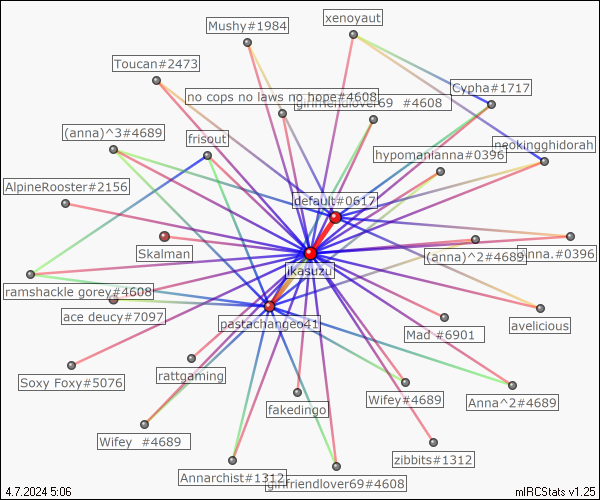 xenoyaut
Mushy#1984
Toucan#2473
Cypha#1717
no cops no laws no hope#4608
girlfriendlover69 #4608
(anna)^3#4689
frisout
neokingghidorah
hypomanianna#0396
AlpineRooster#2156
default#0617
Skalman
(anna)^2#4689
anna.#0396
ikasuzu
ramshackle gorey#4608
ace deucy#7097
pastachangeo41
avelicious
Mad #6901
rattgaming
Soxy Foxy#5076
Wifey#4689
Anna^2#4689
fakedingo
Wifey #4689
zibbits#1312
Annarchist#1312
girlfriendlover69#4608
4.7.2024 5:06
mIRCStats v1.25